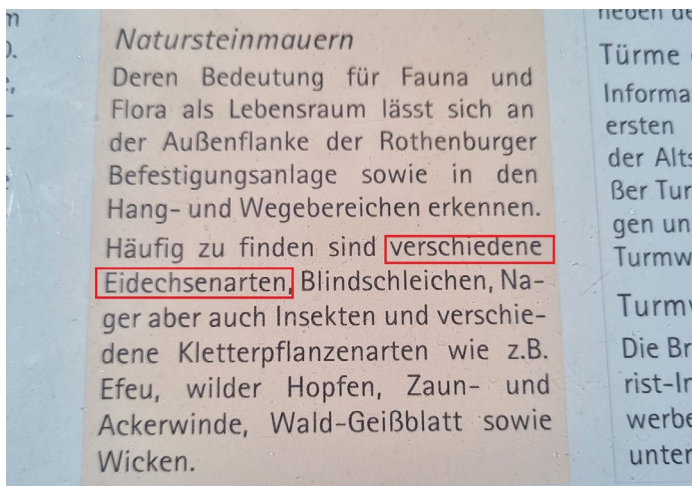 Natursteinmauern
Deren Bedeutung für Fauna und
Flora als Lebensraum lässt sich an
der Außenflanke der Rothenburger
Befestigungsanlage sowie in den
Hang- und Wegebereichen erkennen.
Häufig zu finden sind verschiedene
Eidechsenarten, Blindschleichen, Na-
ger aber auch Insekten und verschie-
dene Kletterpflanzenarten wie z.B.
Efeu, wilder Hopfen, Zaun- und
Ackerwinde, Wald-Geißblatt sowie
Wicken.
neben de
Türme
Informa
ersten
der Alts
ßer Tur
gen un
Turmw
Turmw
Die Br
rist-In
werbe
unter